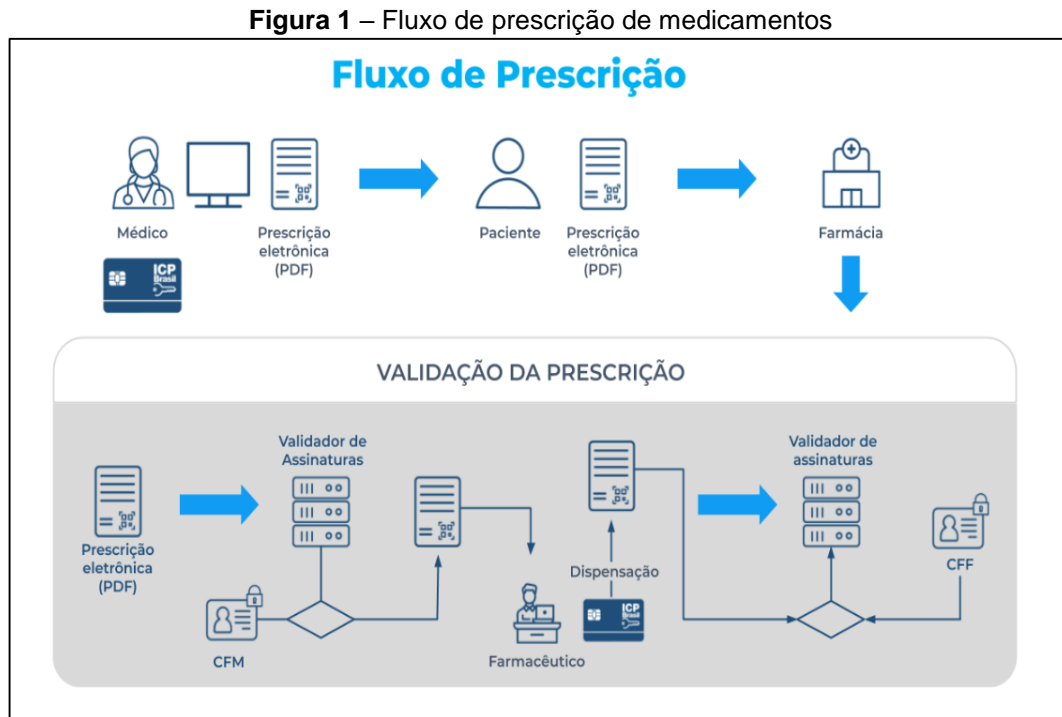 Figura 1 – Fluxo de prescrição de medicamentos
Fluxo de Prescrição
Médico
Prescrição
eletrônica
(PDF)
Paciente
Prescrição
eletrônica
(PDF)
Farmácia
ICP
Brasil
VALIDAÇÃO DA PRESCRIÇÃO
Prescrição
eletrônica
(PDF)
Validador de
Assinaturas
CFM
Farmacêutico
Dispensação
ICP
Brasil
Validador de
assinaturas
CFF